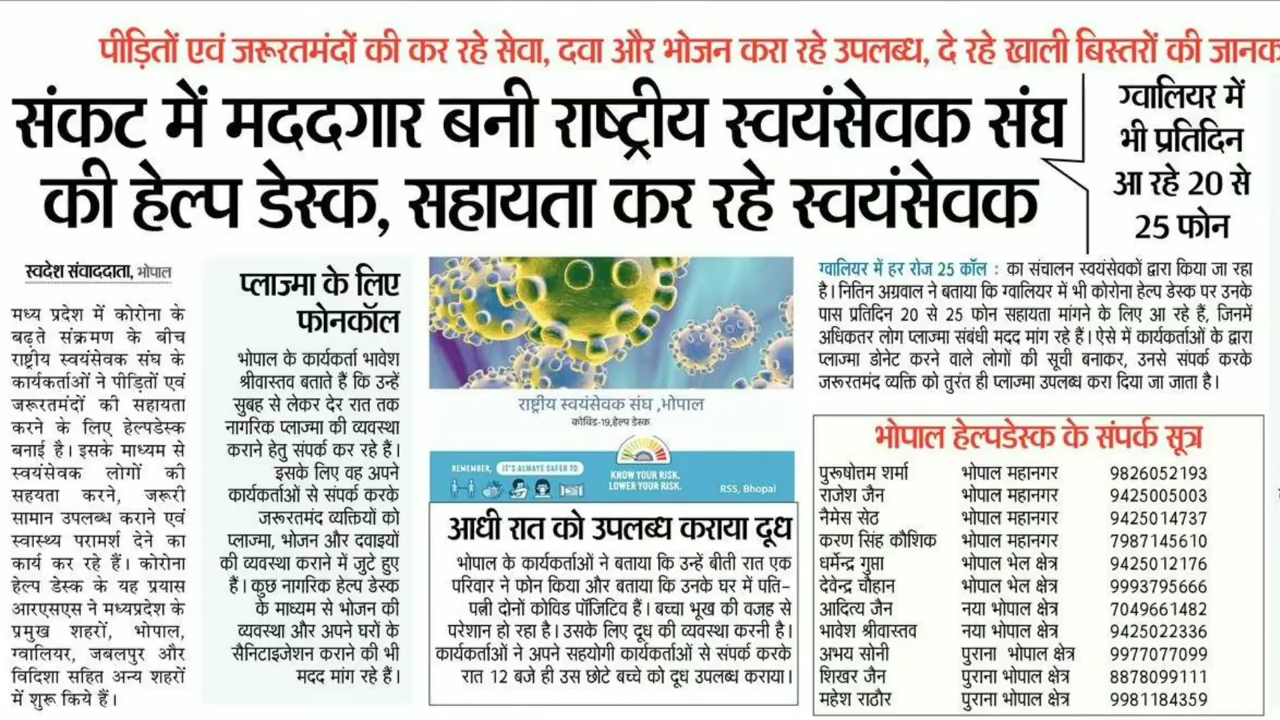 पीड़ितों एवं जरूरतमंदों की कर रहे सेवा, दवा और भोजन करा रहे उपलब्ध, दे रहे खाली बिस्तरों की
संकट में मददगार बनी राष्ट्रीय स्वयंसेवक संघ
की हेल्प डेस्क, सहायता कर रहे स्वयंसेवक
ग्वालियर में
भी प्रतिदिन
आ रहे 20 से
25 फोन
स्वदेश संवाददाता, भोपाल
मध्य प्रदेश में कोरोना के
बढ़ते संक्रमण के बीच
राष्ट्रीय स्वयंसेवक संघ के
कार्यकर्ताओं ने पीड़ितों एवं
जरूरतमंदों की सहायता
करने के लिए हेल्पडेस्क
बनाई है। इसके माध्यम से
स्वयंसेवक लोगों की
सहयता करने, जरूरी
सामान उपलब्ध कराने एवं
स्वास्थ्य परामर्श देने का
कार्य कर रहे हैं। कोरोना
हेल्प डेस्क के यह प्रयास
आरएसएस ने मध्यप्रदेश के
प्रमुख शहरों, भोपाल,
ग्वालियर, जबलपुर और
विदिशा सहित अन्य शहरों
में शुरू किये हैं।
प्लाज्मा के लिए
फोनकॉल
भोपाल के कार्यकर्ता भावेश
श्रीवास्तव बताते हैं कि उन्हें
सुबह से लेकर देर रात तक
नागरिक प्लाज्मा की व्यवस्था
कराने हेतु संपर्क कर रहे हैं।
इसके लिए वह अपने
कार्यकर्ताओं से संपर्क करके
जरूरतमंद व्यक्तियों को
प्लाज्मा, भोजन और दवाइयों
की व्यवस्था कराने में जुटे हुए
हैं। कुछ नागरिक हेल्प डेस्क
के माध्यम से भोजन की
व्यवस्था और अपने घरों के
सैनिटाइजेशन कराने की भी
मदद मांग रहे हैं।
राष्ट्रीय स्वयंसेवक संघ ,भोपाल
कोविड-19,हेल्प डेस्क
REMEMBER, IT'S ALWAYS SAFER TO
KNOW YOUR RISK.
LOWER YOUR RISK.
RSS, Bhopal
आधी रात को उपलब्ध कराया दूध
भोपाल के कार्यकर्ताओं ने बताया कि उन्हें बीती रात एक
परिवार ने फोन किया और बताया कि उनके घर में पति-
पत्नी दोनों कोविड पॉजिटिव हैं। बच्चा भूख की वजह से
परेशान हो रहा है। उसके लिए दूध की व्यवस्था करनी है।
कार्यकर्ताओं ने अपने सहयोगी कार्यकर्ताओं से संपर्क करके
रात 12 बजे ही उस छोटे बच्चे को दूध उपलब्ध कराया।
ग्वालियर में हर रोज 25 कॉल : का संचालन स्वयंसेवकों द्वारा किया जा रहा
है। नितिन अग्रवाल ने बताया कि ग्वालियर में भी कोरोना हेल्प डेस्क पर उनके
पास प्रतिदिन 20 से 25 फोन सहायता मांगने के लिए आ रहे हैं, जिनमें
अधिकतर लोग प्लाज्मा संबंधी मदद मांग रहे हैं। ऐसे में कार्यकर्ताओं के द्वारा
प्लाज्मा डोनेट करने वाले लोगों की सूची बनाकर, उनसे संपर्क करके
जरूरतमंद व्यक्ति को तुरंत ही प्लाज्मा उपलब्ध करा दिया जा जाता है।
भोपाल हेल्पडेस्क के संपर्क सूत्र
पुरूषोत्तम शर्मा भोपाल महानगर 9826052193
राजेश जैन भोपाल महानगर 9425005003
नैमेस सेठ भोपाल महानगर 9425014737
करण सिंह कौशिक भोपाल महानगर 7987145610
धर्मेन्द्र गुप्ता भोपाल भेल क्षेत्र 9425012176
देवेन्द्र चौहान भोपाल भेल क्षेत्र 9993795666
आदित्य जैन नया भोपाल क्षेत्र 7049661482
भावेश श्रीवास्तव नया भोपाल क्षेत्र 9425022336
अभय सोनी पुराना भोपाल क्षेत्र 9977077099
शिखर जैन पुराना भोपाल क्षेत्र 8878099111
महेश राठौर पुराना भोपाल क्षेत्र 9981184359